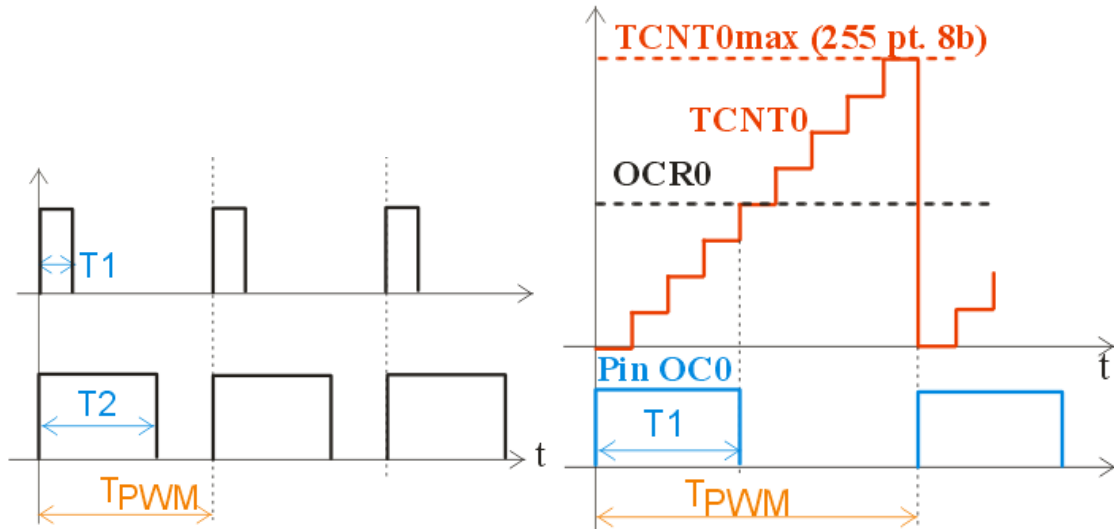 T1
T2
t
TPWM
TCNT0max (255 pt. 8b)
TCNT0
OCR0
t
Pin OC0
T1
TPWM